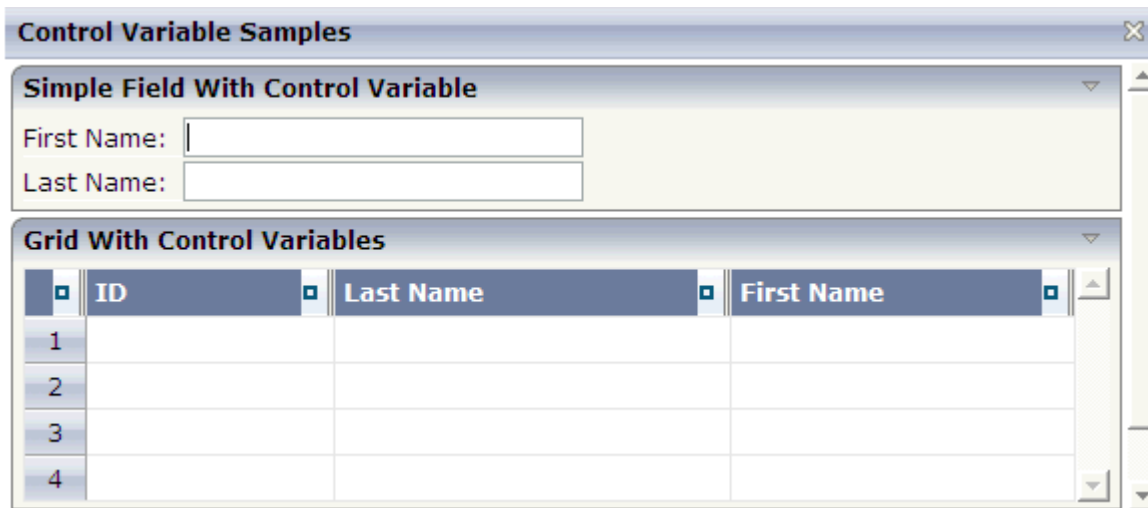 Control Variable Samples
Simple Field With Control Variable
First Name:
Last Name:
Grid With Control Variables
ID Last Name First Name
1
2
3
4